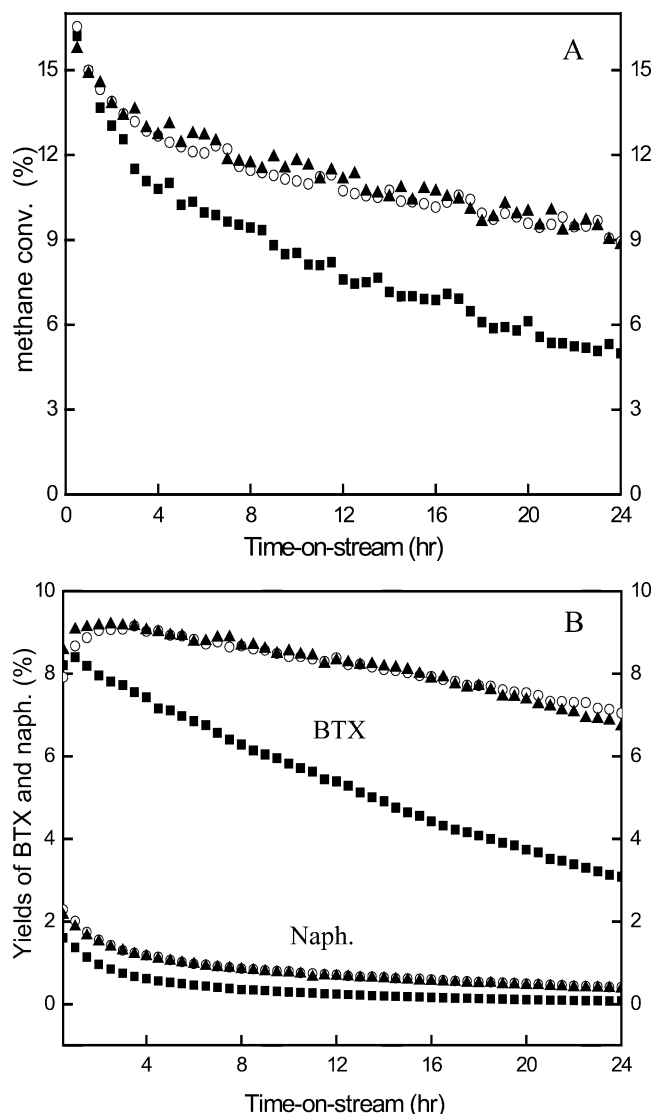 A
methane conv. (%)
15 15
12 12
9 9
6 6
3 3
0 0
0 4 8 12 16 20 24
Time-on-stream (hr)
B
Yields of BTX and naph. (%)
10 10
8 8
BTX
6 6
4 4
2 2
Naph.
0 0
4 8 12 16 20 24
Time-on-stream (hr)